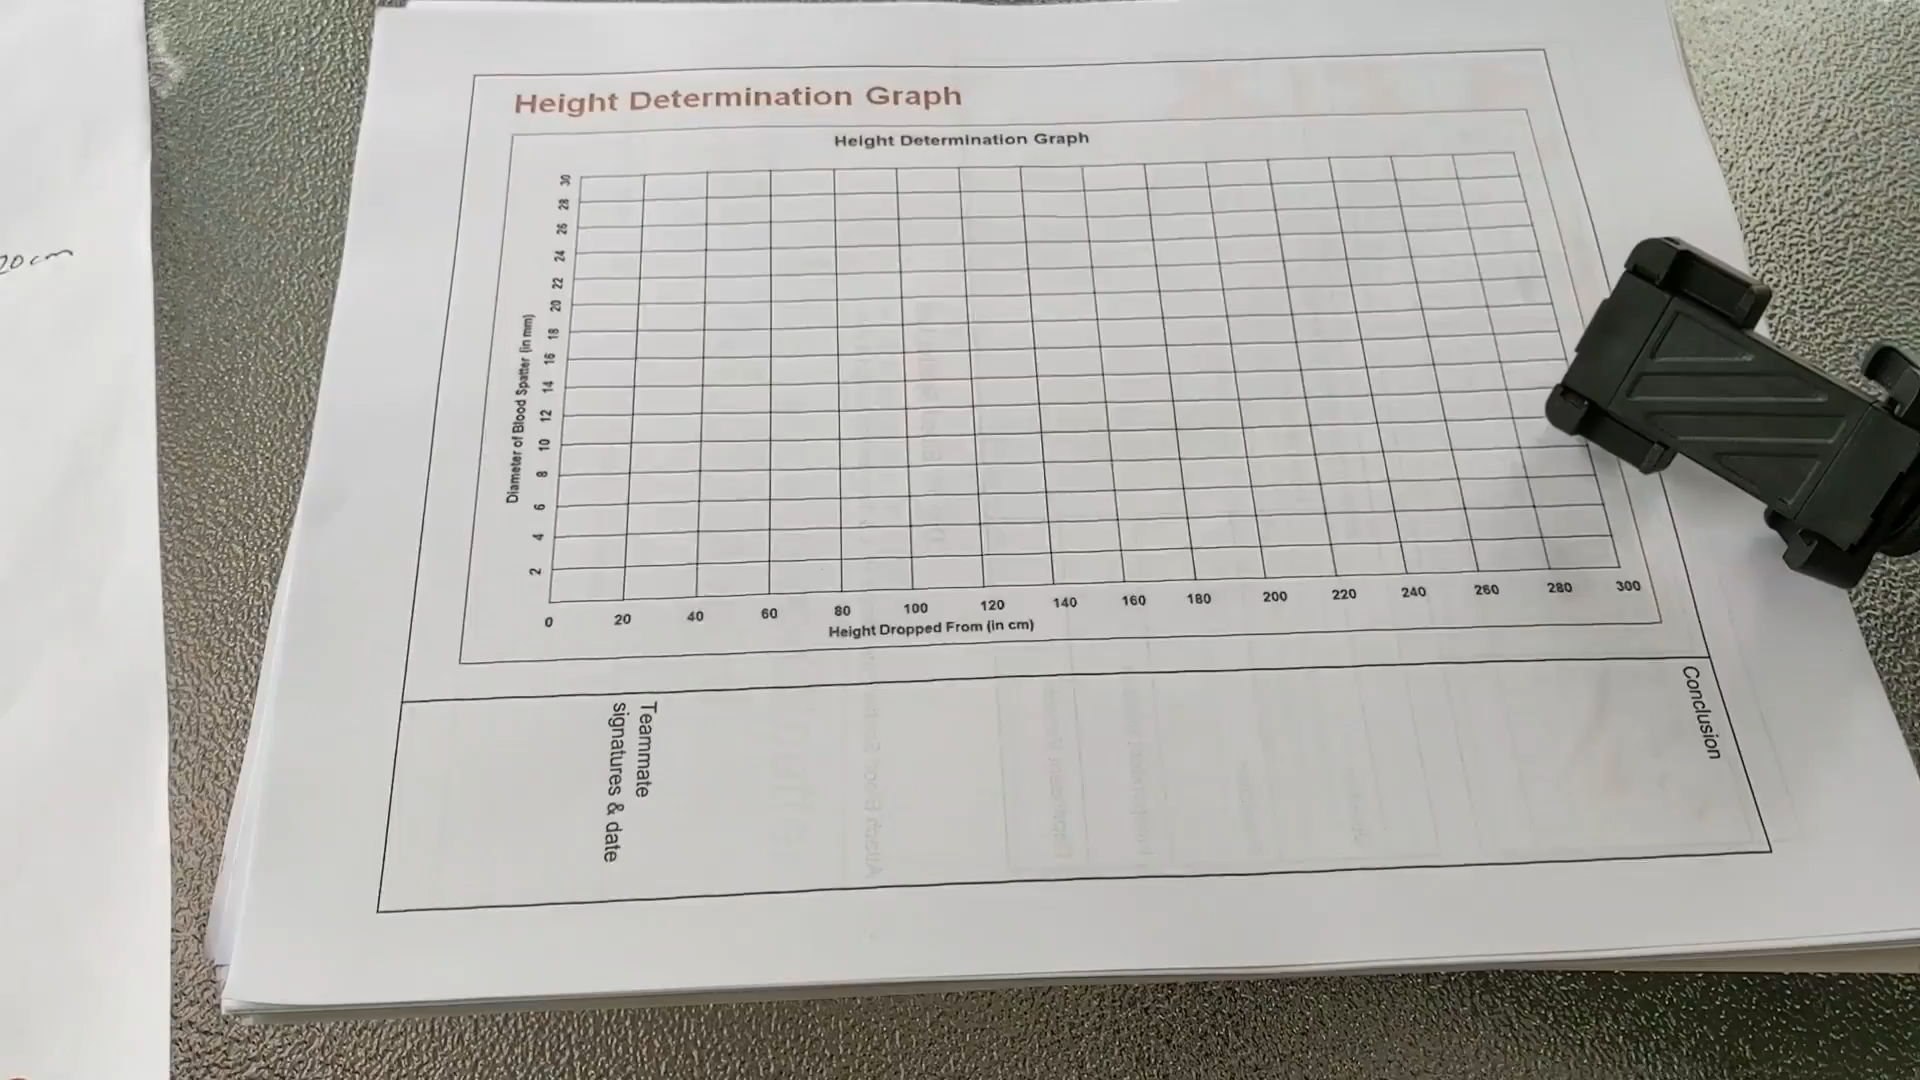 Height Determination Graph
Height Determination Graph
Diameter of Blood Spatter (in mm)
30
28
26
24
22
20
18
16
14
12
10
8
6
4
2
0 20 40 60 80 100 120 140 160 180 200 220 240 260 280 300
Height Dropped From (in cm)
Teammate
signatures & date
Conclusion
20cm